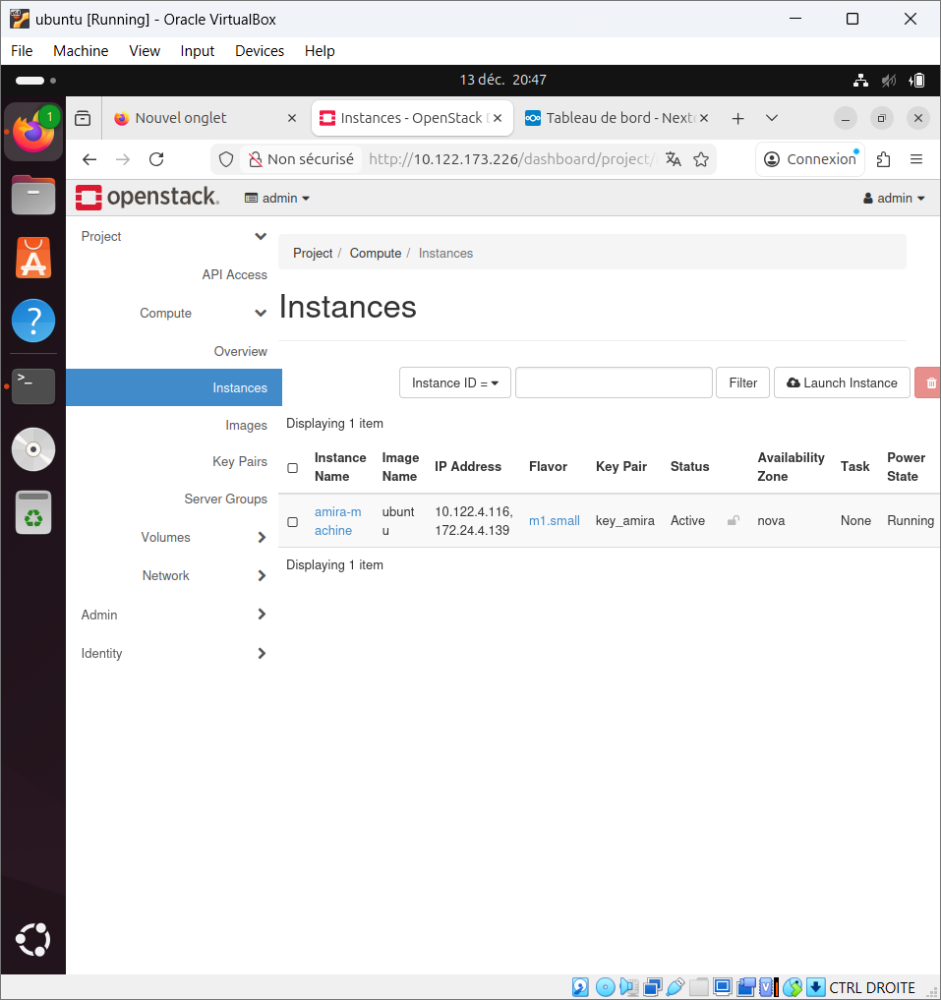 ubuntu [Running] - Oracle VirtualBox
File Machine View Input Devices Help
13 déc. 20:47
1
Nouvel onglet
Instances - OpenStack
Tableau de bord - Nextc
Non sécurisé
http://10.122.173.226/dashboard/project/
Connexion
openstack.
admin
admin
Project
API Access
Compute
Overview
Instances
Images
Key Pairs
Server Groups
Volumes
Network
Admin
Identity
Project / Compute / Instances
Instances
Instance ID =
Filter
Launch Instance
Displaying 1 item
Instance Name
Image Name
IP Address
Flavor
Key Pair
Status
Availability Zone
Task
Power State
amira-m
achine
ubunt
u
10.122.4.116,
172.24.4.139
m1.small
key_amira
Active
nova
None
Running
Displaying 1 item
CTRL DROITE